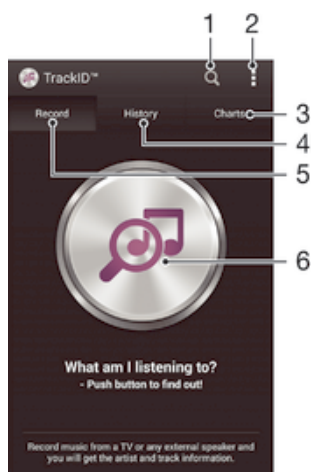 1 2
TrackID™
Record History Charts
3
4
5
6
What am I listening to?
- Push button to find out!
Record music from a TV or any external speaker and
you will get the artist and track information.